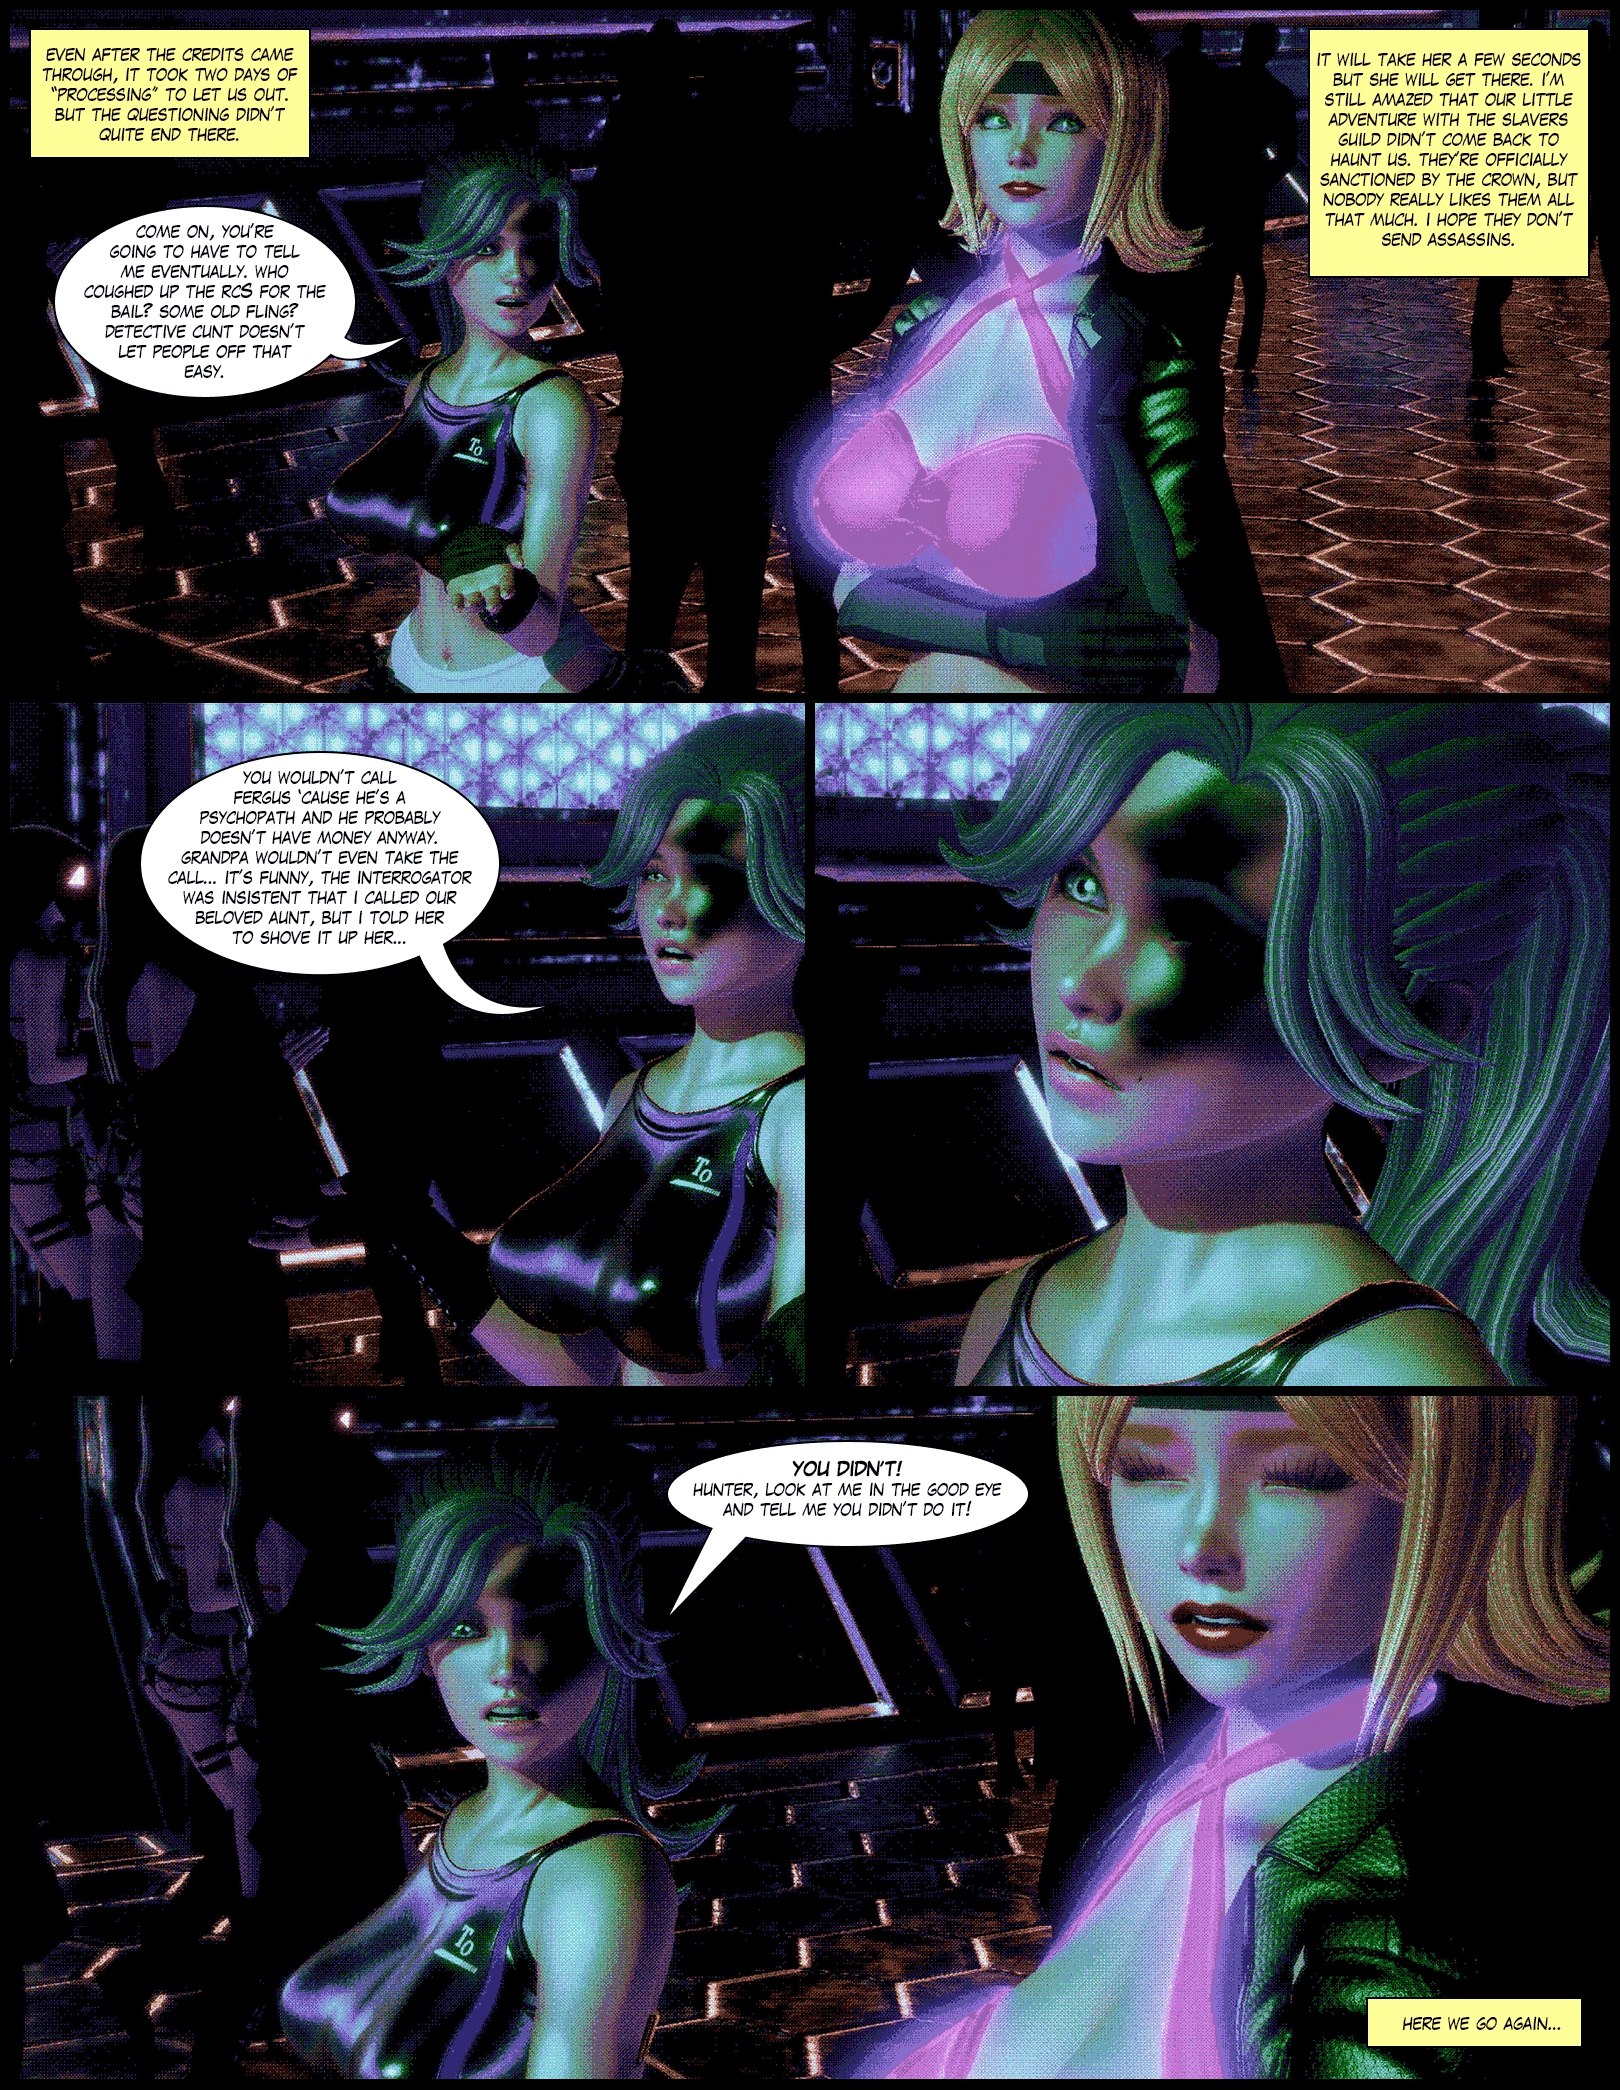 EVEN AFTER THE CREDITS CAME
THROUGH, IT TOOK TWO DAYS OF
"PROCESSING" TO LET US OUT.
BUT THE QUESTIONING DIDN'T
QUITE END THERE.
COME ON, YOU'RE
GOING TO HAVE TO TELL
ME EVENTUALLY. WHO
COUGHED UP THE RCS FOR THE
BAIL? SOME OLD FLING?
DETECTIVE CUNT DOESN'T
LET PEOPLE OFF THAT
EASY.
To
IT WILL TAKE HER A FEW SECONDS
BUT SHE WILL GET THERE. I'M
STILL AMAZED THAT OUR LITTLE
ADVENTURE WITH THE SLAVERS
GUILD DIDN'T COME BACK TO
HAUNT US. THEY'RE OFFICIALLY
SANCTIONED BY THE CROWN, BUT
NOBODY REALLY LIKES THEM ALL
THAT MUCH. I HOPE THEY DON'T
SEND ASSASSINS.
YOU WOULDN'T CALL
FERGUS 'CAUSE HE'S A
PSYCHOPATH AND HE PROBABLY
DOESN'T HAVE MONEY ANYWAY.
GRANDPA WOULDN'T EVEN TAKE THE
CALL... IT'S FUNNY, THE INTERROGATOR
WAS INSISTENT THAT I CALLED OUR
BELOVED AUNT, BUT I TOLD HER
TO SHOVE IT UP HER...
To
YOU DIDN'T!
HUNTER, LOOK AT ME IN THE GOOD EYE
AND TELL ME YOU DIDN'T DO IT!
To
HERE WE GO AGAIN...